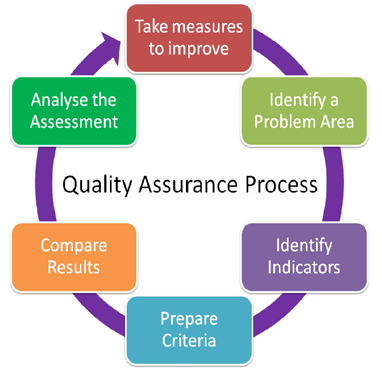 Take measures
to improve
Identify a
Problem Area
Identify
Indicators
Prepare
Criteria
Compare
Results
Analyse the
Assessment
Quality Assurance Process